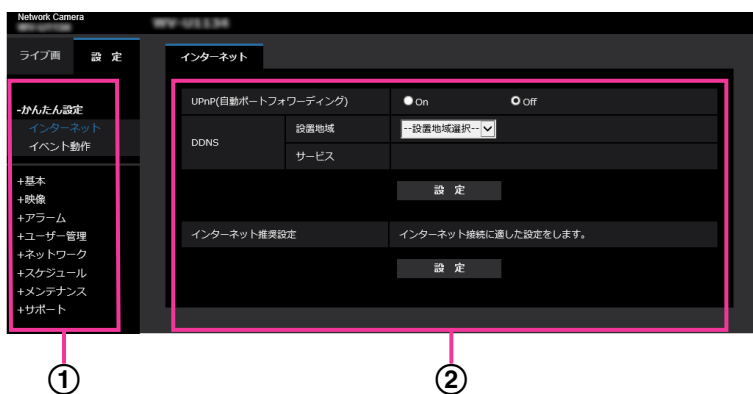 Network Camera
ライブ画
設 定
インターネット
-かんたん設定
インターネット
イベント動作
+基本
+映像
+アラーム
+ユーザー管理
+ネットワーク
+スケジュール
+メンテナンス
+サポート
UPnP(自動ポートフォワーディング)
On
Off
DDNS
設置地域
--設置地域選択--
サービス
設 定
インターネット推奨設定
インターネット接続に適した設定をします。
設 定
①
②